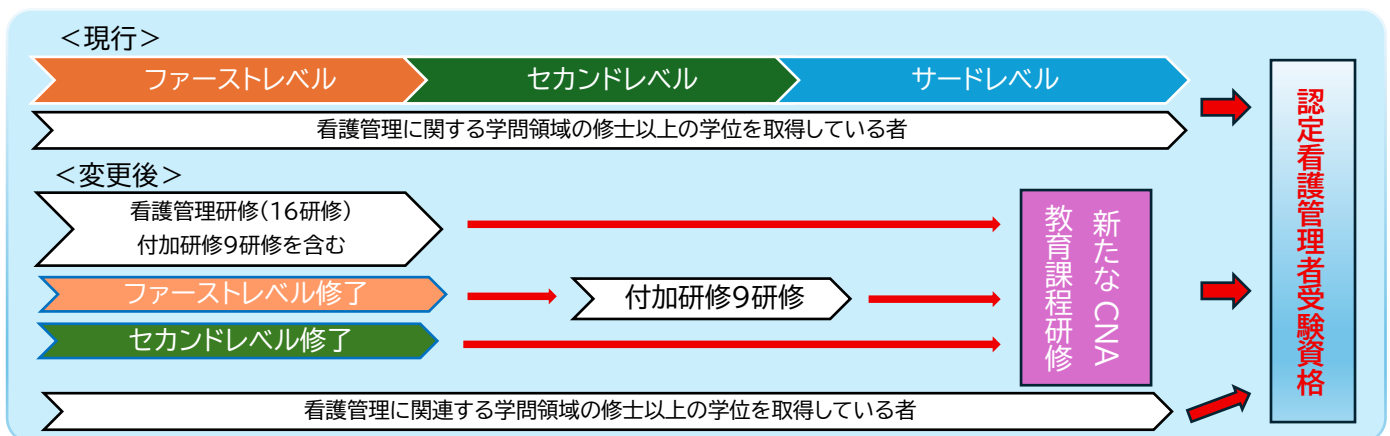 ＜現行＞
ファーストレベル
セカンドレベル
サードレベル
看護管理に関する学問領域の修士以上の学位を取得している者
＜変更後＞
看護管理研修(16研修)
付加研修9研修を含む
ファーストレベル修了
付加研修9研修
セカンドレベル修了
看護管理に関連する学問領域の修士以上の学位を取得している者
新たな CNA
教育課程研修
認定看護管理者受験資格